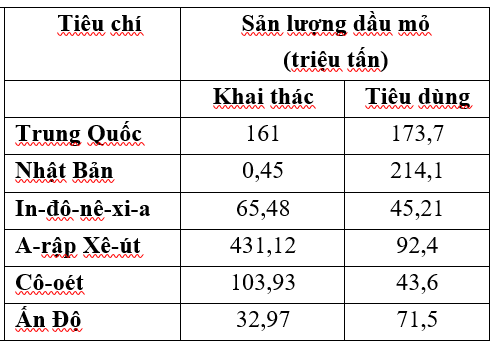 Tiêu chí Sản lượng dầu mỏ
(triệu tấn)
Khai thác Tiêu dùng
Trung Quốc 161 173,7
Nhật Bản 0,45 214,1
In-đô-nê-xi-a 65,48 45,21
A-rập Xê-út 431,12 92,4
Cô-oét 103,93 43,6
Ấn Độ 32,97 71,5